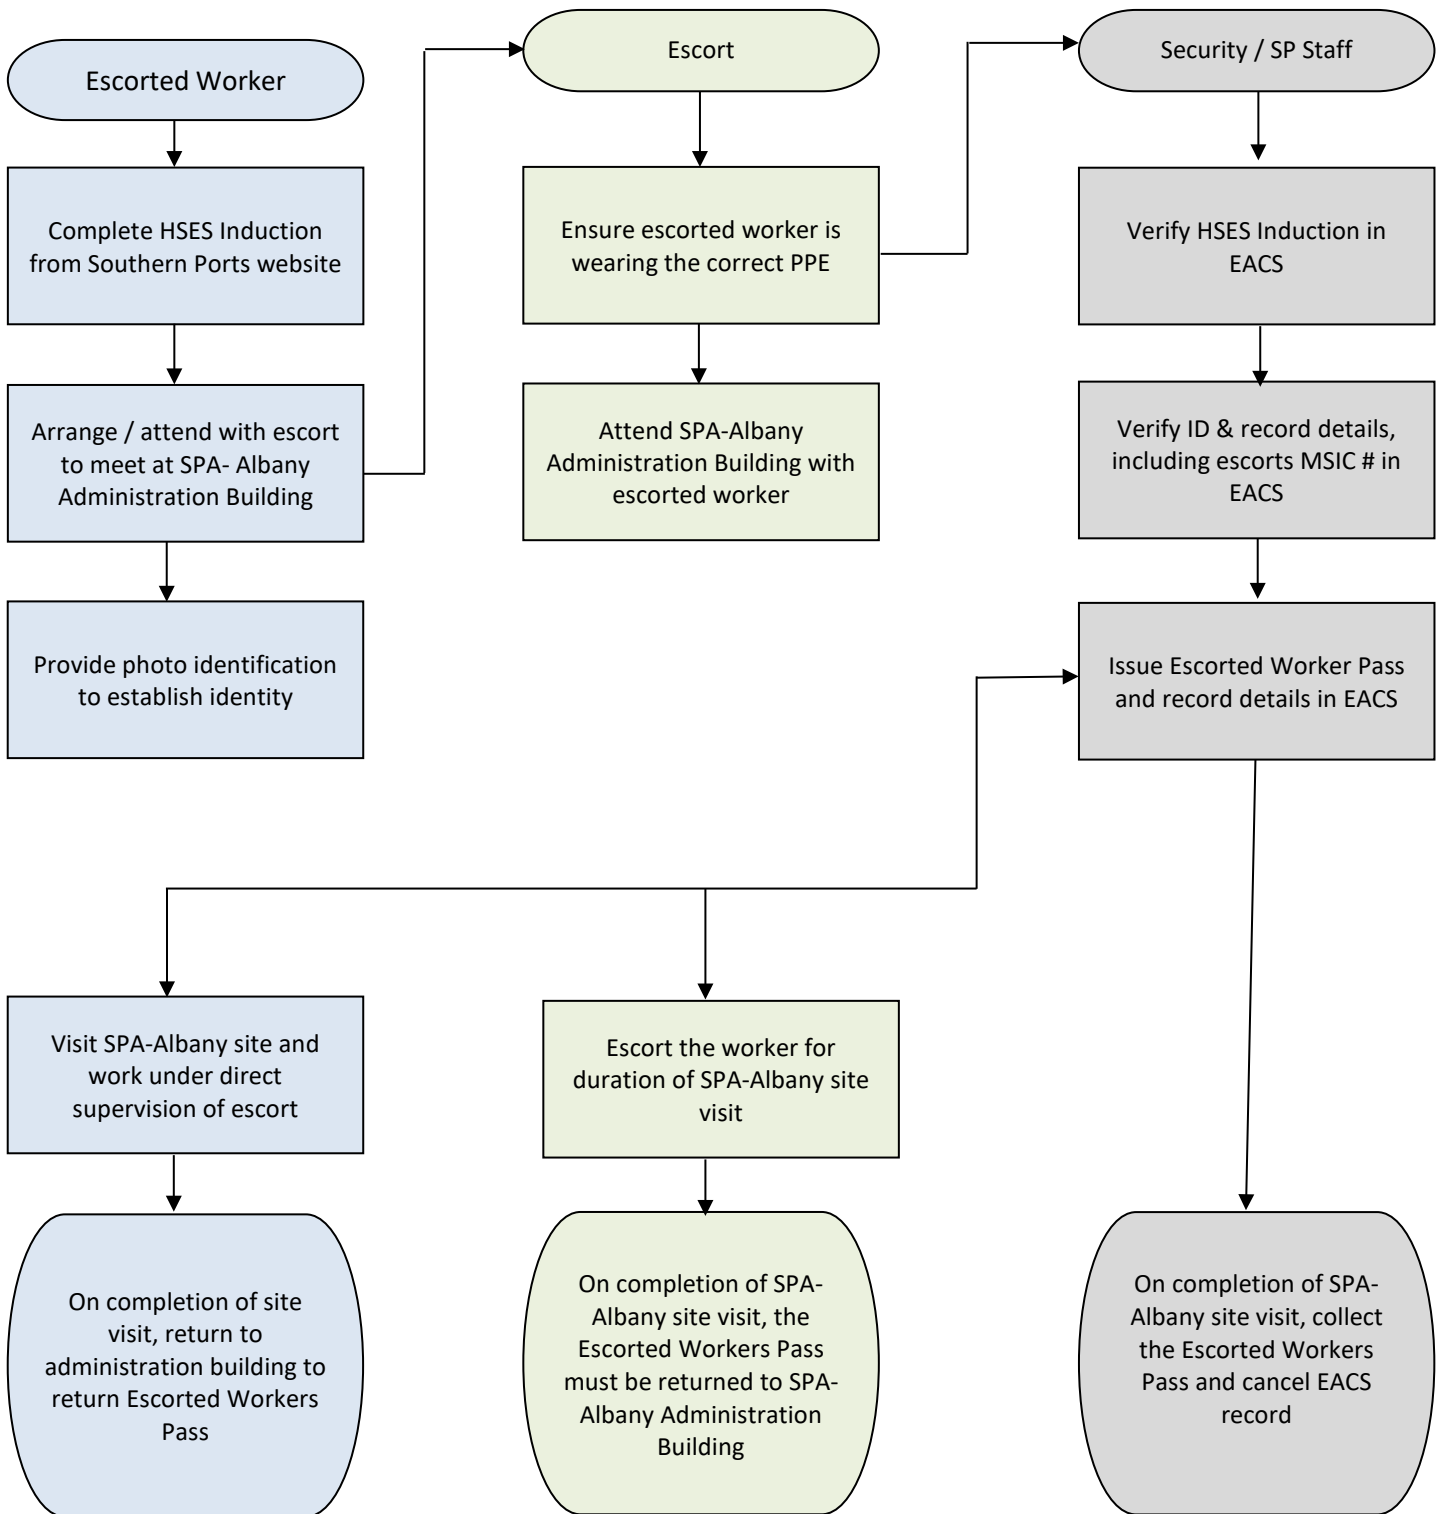 Escorted Worker
Escort
Security / SP Staff
Complete HSES Induction
from Southern Ports website
Ensure escorted worker is
wearing the correct PPE
Verify HSES Induction in
EACS
Arrange / attend with escort
to meet at SPA- Albany
Administration Building
Attend SPA-Albany
Administration Building with
escorted worker
Verify ID & record details,
including escorts MSIC # in
EACS
Provide photo identification
to establish identity
Issue Escorted Worker Pass
and record details in EACS
Visit SPA-Albany site and
work under direct
supervision of escort
Escort the worker for
duration of SPA-Albany site
visit
On completion of site
visit, return to
administration building to
return Escorted Workers
Pass
On completion of SPA-
Albany site visit, the
Escorted Workers Pass
must be returned to SPA-
Albany Administration
Building
On completion of SPA-
Albany site visit, collect
the Escorted Workers
Pass and cancel EACS
record